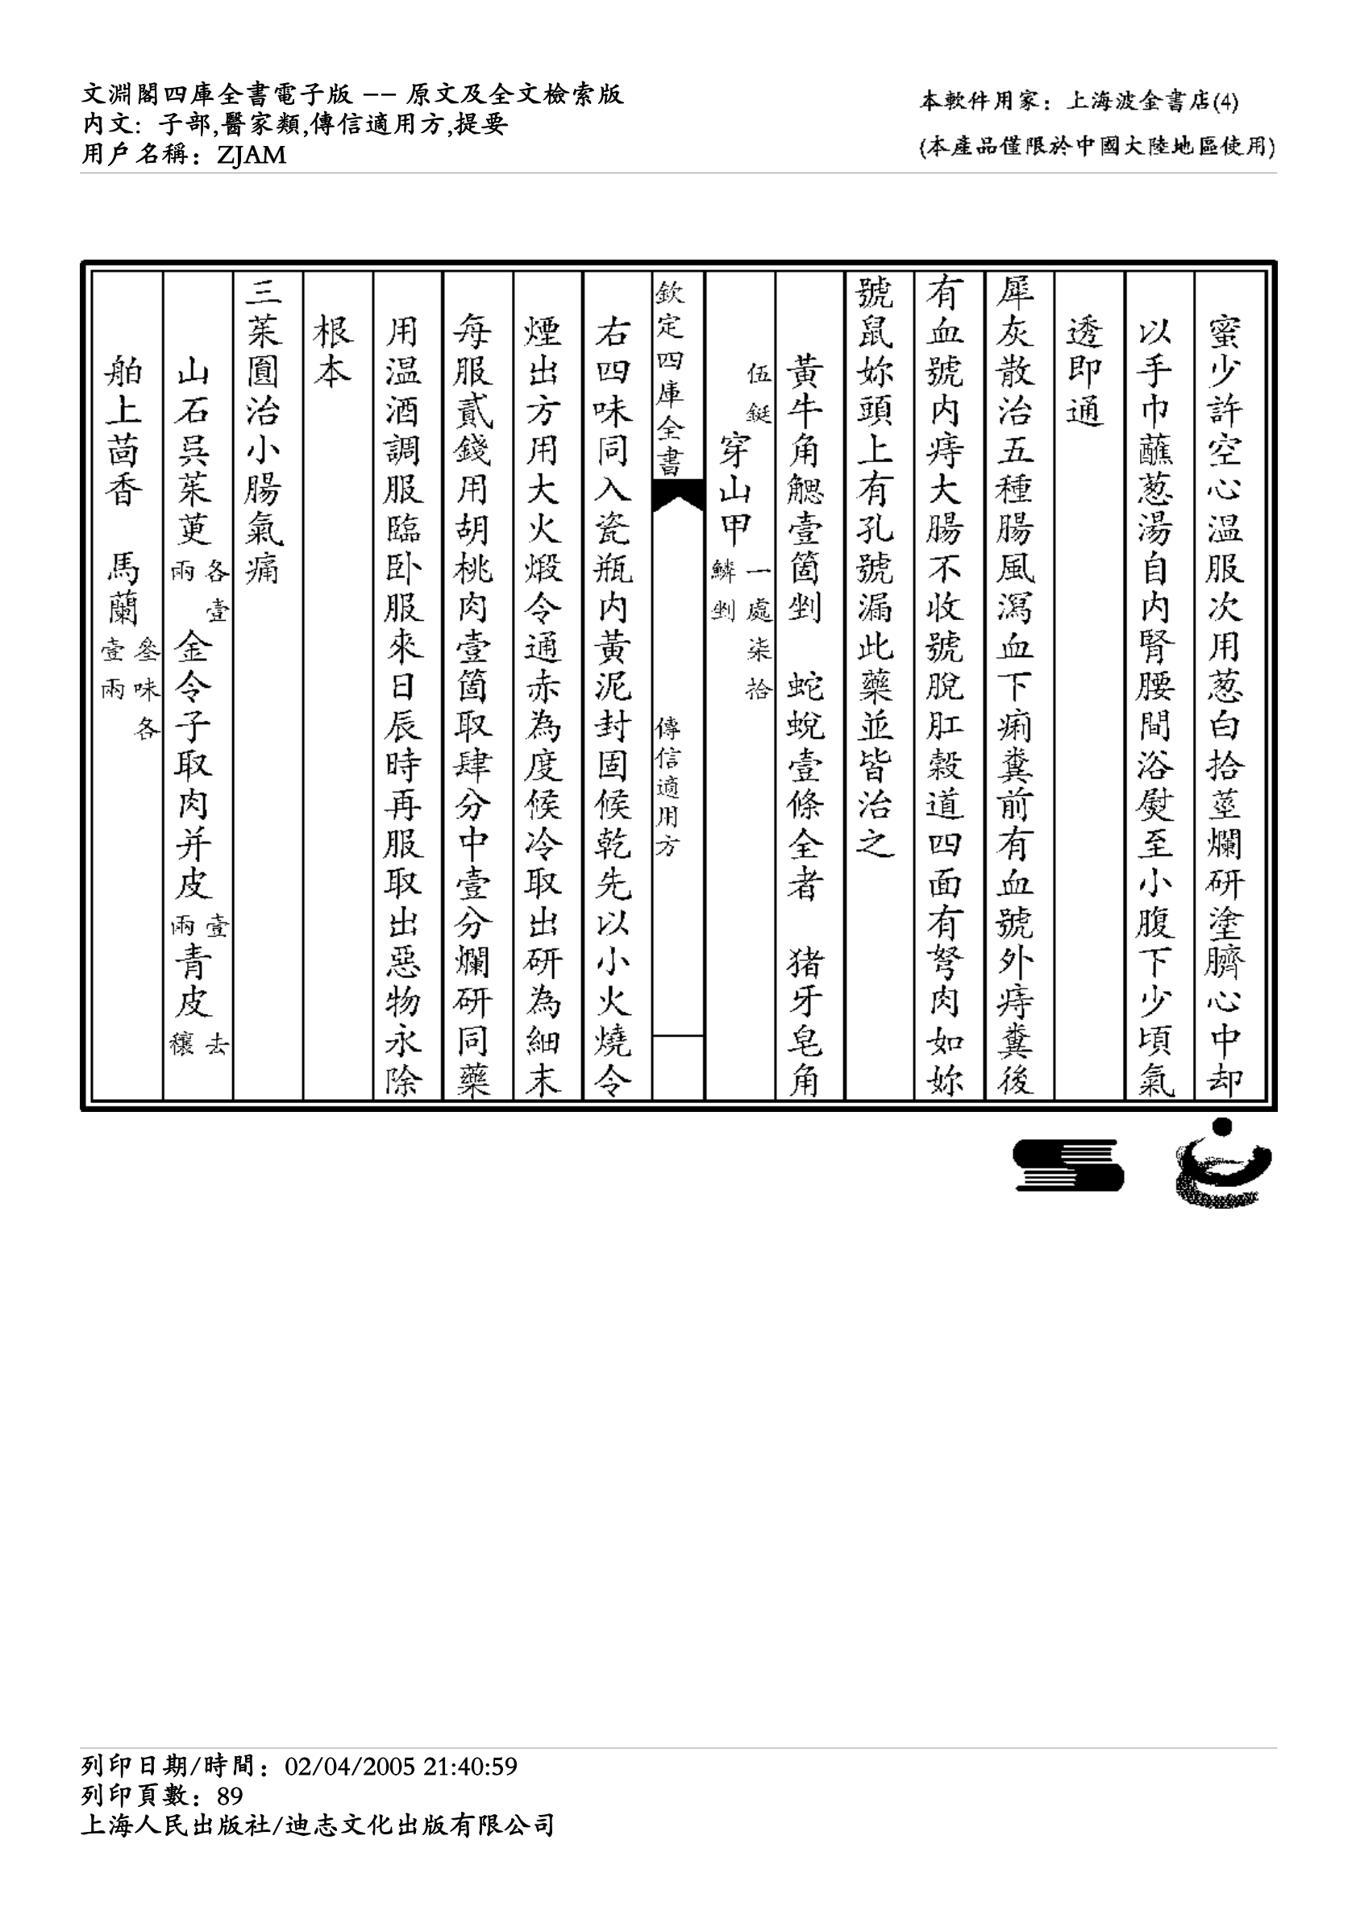 文淵閣四庫全書電子版 -- 原文及全文檢索版
内文: 子部,醫家類,傳信適用方,提要
用戶名稱: ZJAM
本軟件用家: 上海波金書店(4)
(本產品僅限於中國大陸地區使用)
蜜少許空心温服次用葱白拾莖爛研塗臍心中却
以手巾蘸葱湯自内腎腰間浴熨至小腹下少頃氣
透即通
犀灰散治五種腸風瀉血下痢糞前有血號外痔糞後
有血號内痔大腸不收號脫肛榖道四面有弩肉如妳
號鼠妳頭上有孔號漏此藥並皆治之
黄牛角䚡壹箇剉 蛇蛻壹條全者 猪牙皂角
伍鋌穿山甲一處柒拾鱗剉
欽定四庫全書
傳信適用方
右四味同入瓷瓶内黄泥封固候乾先以小火燒令
煙出方用大火煅令通赤為度候冷取出研為細末
每服貳錢用胡桃肉壹箇取肆分中壹分爛研同藥
用温酒調服臨卧服來日辰時再服取出惡物永除
根本
三茱圓治小腸氣痛
山石吳茱萸各壹兩金令子取肉并皮壹兩青皮去穰
舶上茴香 馬蘭叁味各壹兩
列印日期/時間: 02/04/2005 21:40:59
列印頁數: 89
上海人民出版社/迪志文化出版有限公司